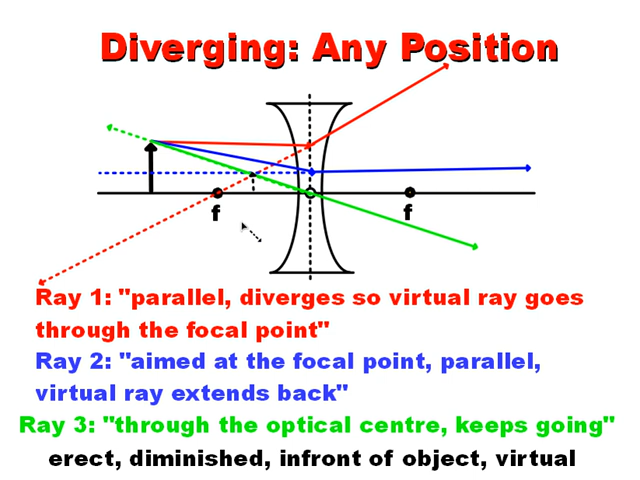 Diverging: Any Position
f
f
Ray 1: "parallel, diverges so virtual ray goes
through the focal point"
Ray 2: "aimed at the focal point, parallel,
virtual ray extends back"
Ray 3: "through the optical centre, keeps going"
erect, diminished, infront of object, virtual